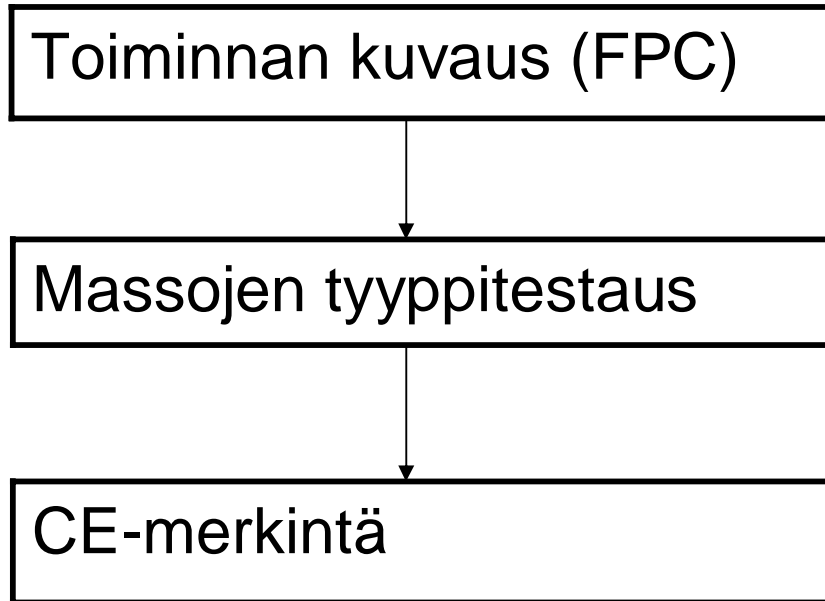 Toiminnan kuvaus (FPC)
Massojen tyyppitestaus
CE-merkintä